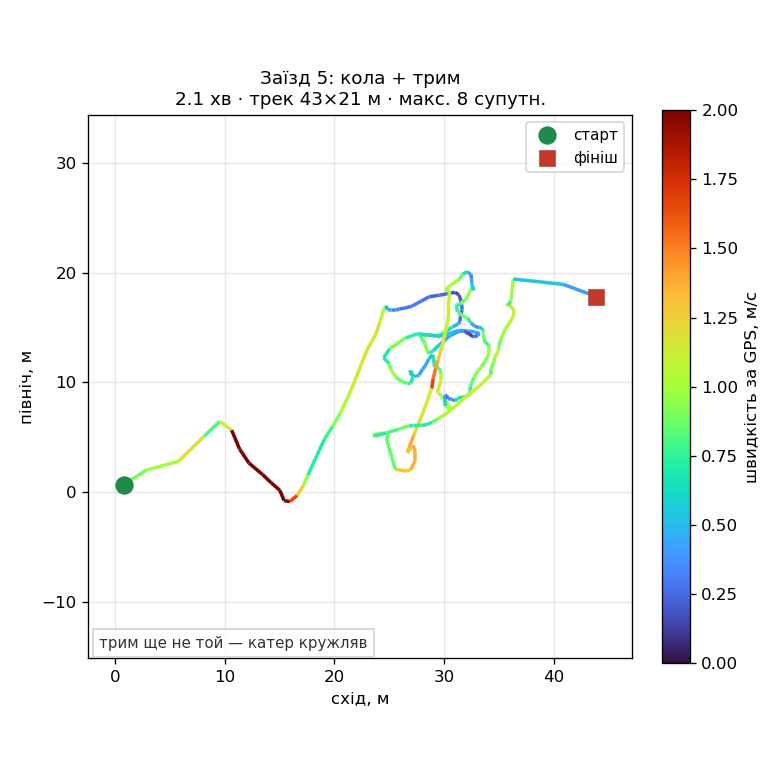 Заїзд 5: кола + трим
2.1 хв · трек 43×21 м · макс. 8 супутн.
старт
фініш
30
20
10
0
−10
північ, м
трим ще не той — катер кружляв
0
10
20
30
40
схід, м
2.00
1.75
1.50
1.25
1.00
0.75
0.50
0.25
0.00
швидкість за GPS, м/с